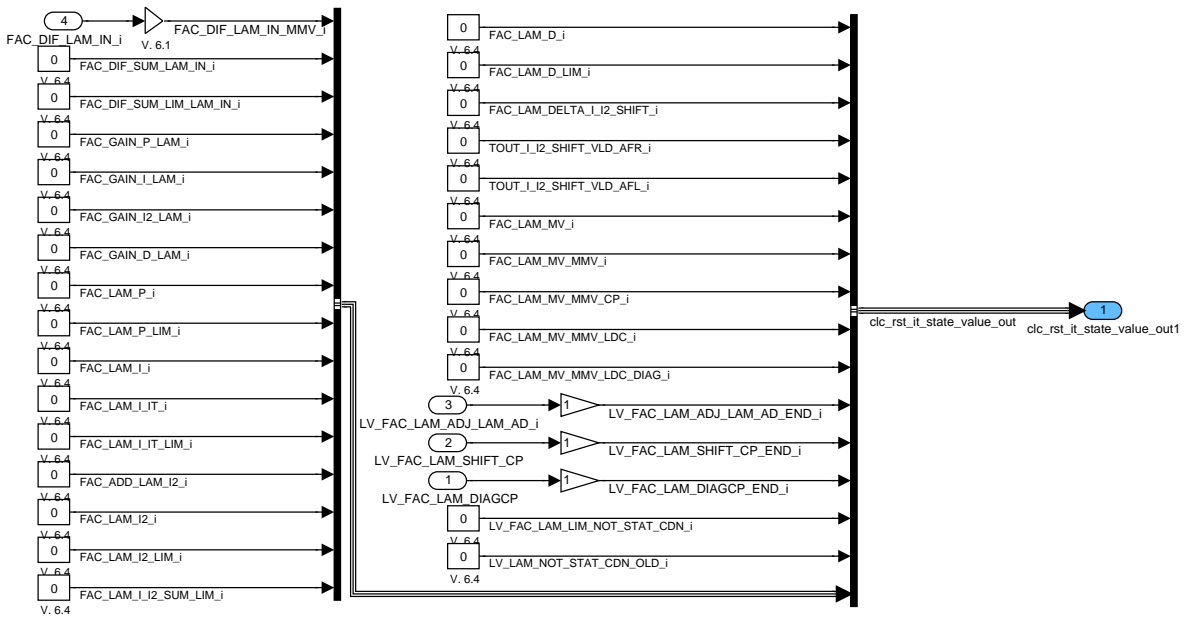 4
FAC_DIF_LAM_IN_i
V. 6.1
FAC_DIF_LAM_IN_MMV_i
0
V. 6.4
FAC_DIF_SUM_LAM_IN_i
0
V. 6.4
FAC_DIF_SUM_LIM_LAM_IN_i
0
V. 6.4
FAC_GAIN_P_LAM_i
0
V. 6.4
FAC_GAIN_I_LAM_i
0
V. 6.4
FAC_GAIN_I2_LAM_i
0
V. 6.4
FAC_GAIN_D_LAM_i
0
V. 6.4
FAC_LAM_P_i
0
V. 6.4
FAC_LAM_P_LIM_i
0
V. 6.4
FAC_LAM_I_i
0
V. 6.4
FAC_LAM_I_IT_i
0
V. 6.4
FAC_LAM_I_IT_LIM_i
0
V. 6.4
FAC_ADD_LAM_I2_i
0
V. 6.4
FAC_LAM_I2_i
0
V. 6.4
FAC_LAM_I2_LIM_i
0
V. 6.4
FAC_LAM_I_I2_SUM_LIM_i
0
V. 6.4
FAC_LAM_D_i
0
V. 6.4
FAC_LAM_D_LIM_i
0
V. 6.4
FAC_LAM_DELTA_I_I2_SHIFT_i
0
V. 6.4
TOUT_I_I2_SHIFT_VLD_AFR_i
0
V. 6.4
TOUT_I_I2_SHIFT_VLD_AFL_i
0
V. 6.4
FAC_LAM_MV_i
0
V. 6.4
FAC_LAM_MV_MMV_i
0
V. 6.4
FAC_LAM_MV_MMV_CP_i
0
V. 6.4
FAC_LAM_MV_MMV_LDC_i
0
V. 6.4
FAC_LAM_MV_MMV_LDC_DIAG_i
3
LV_FAC_LAM_ADJ_LAM_AD_i
1
LV_FAC_LAM_ADJ_LAM_AD_END_i
2
LV_FAC_LAM_SHIFT_CP
1
LV_FAC_LAM_SHIFT_CP_END_i
1
LV_FAC_LAM_DIAGCP
1
LV_FAC_LAM_DIAGCP_END_i
0
V. 6.4
LV_FAC_LAM_LIM_NOT_STAT_CDN_i
0
V. 6.4
LV_LAM_NOT_STAT_CDN_OLD_i
clc_rst_it_state_value_out
1
clc_rst_it_state_value_out1